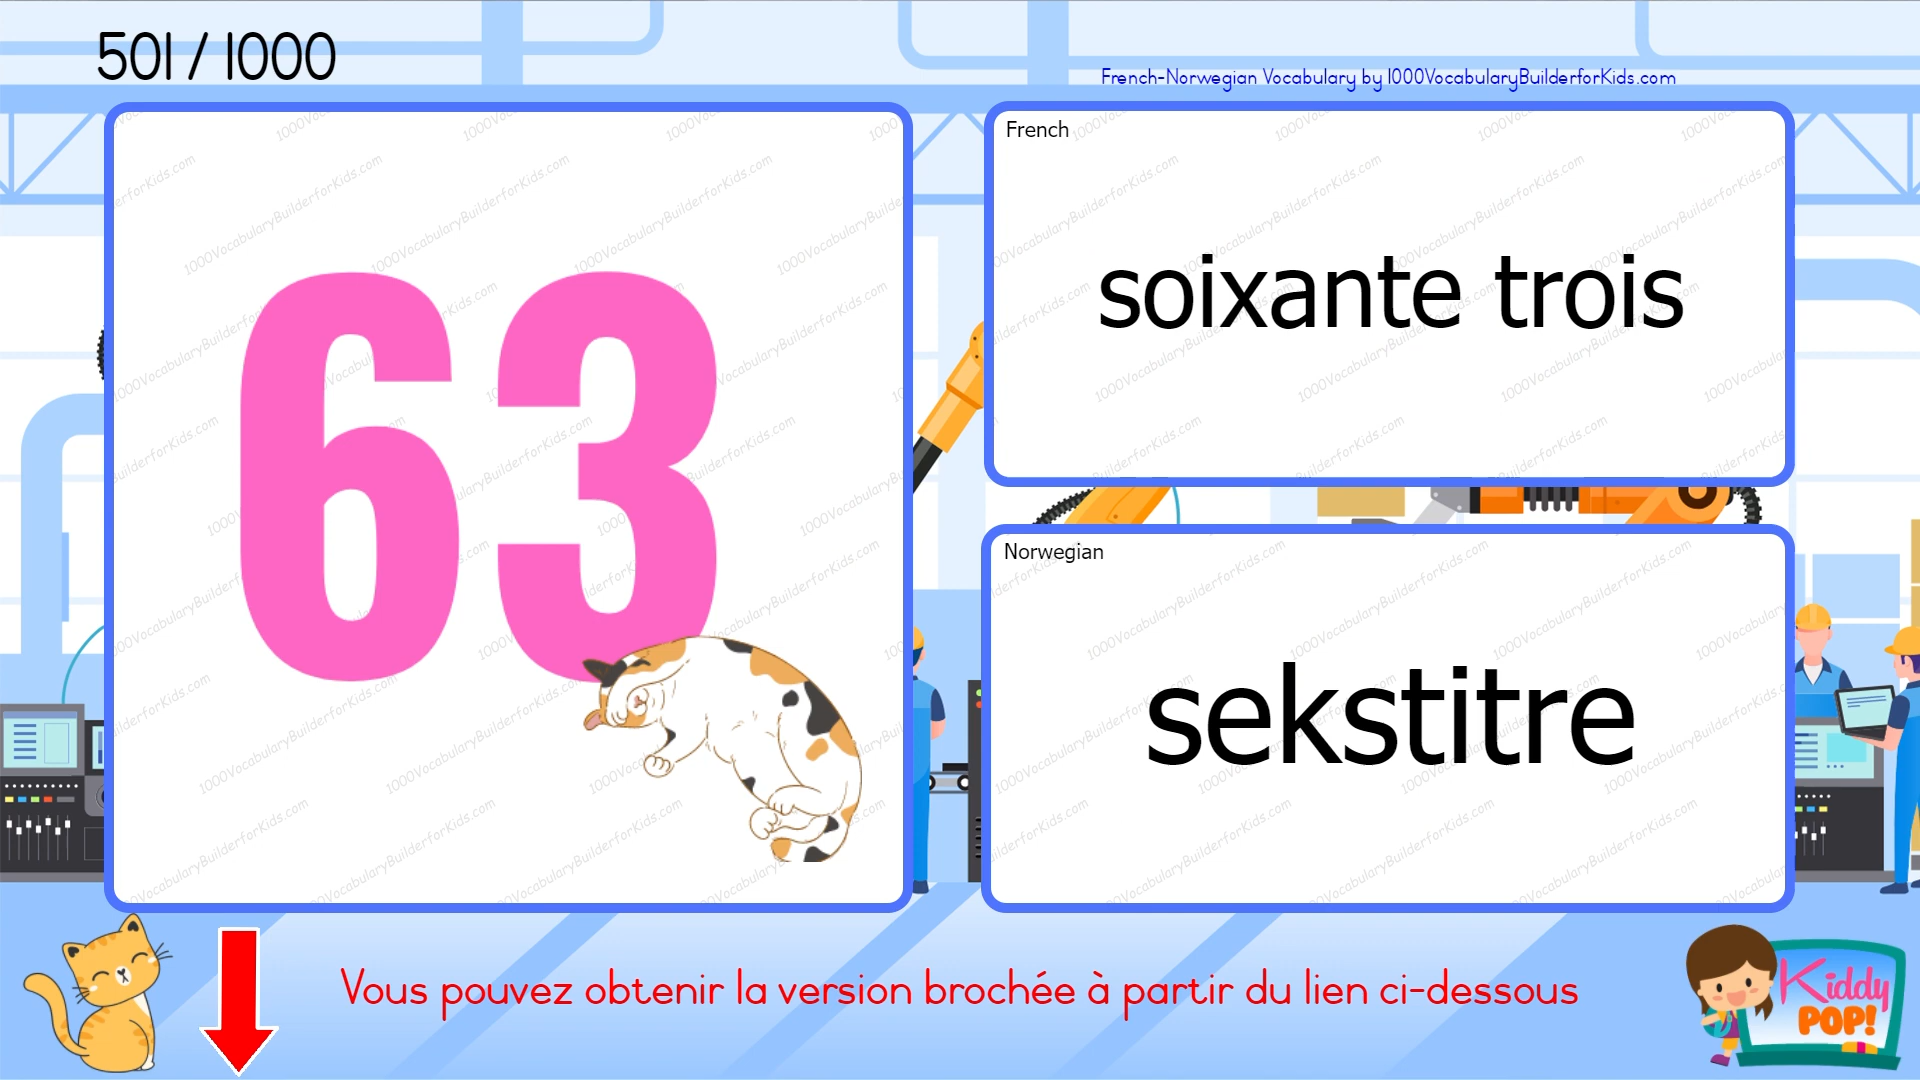 501 / 1000
French-Norwegian Vocabulary by 1000VocabularyBuilderforKids.com
63
French
soixante trois
Norwegian
sekstitre
Vous pouvez obtenir la version brochée à partir du lien ci-dessous
Kiddy
POP!